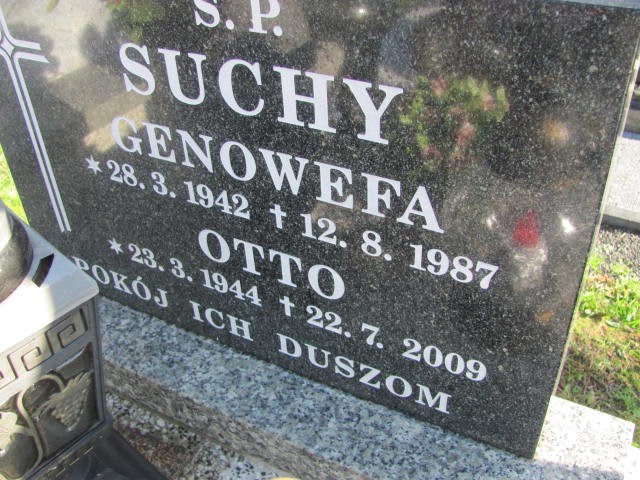 S. P.
SUCHY
GENOWEFA
* 28. 3. 1942 † 12. 8. 1987
OTTO
* 23. 3. 1944 † 22. 7. 2009
POKÓJ ICH DUSZOM